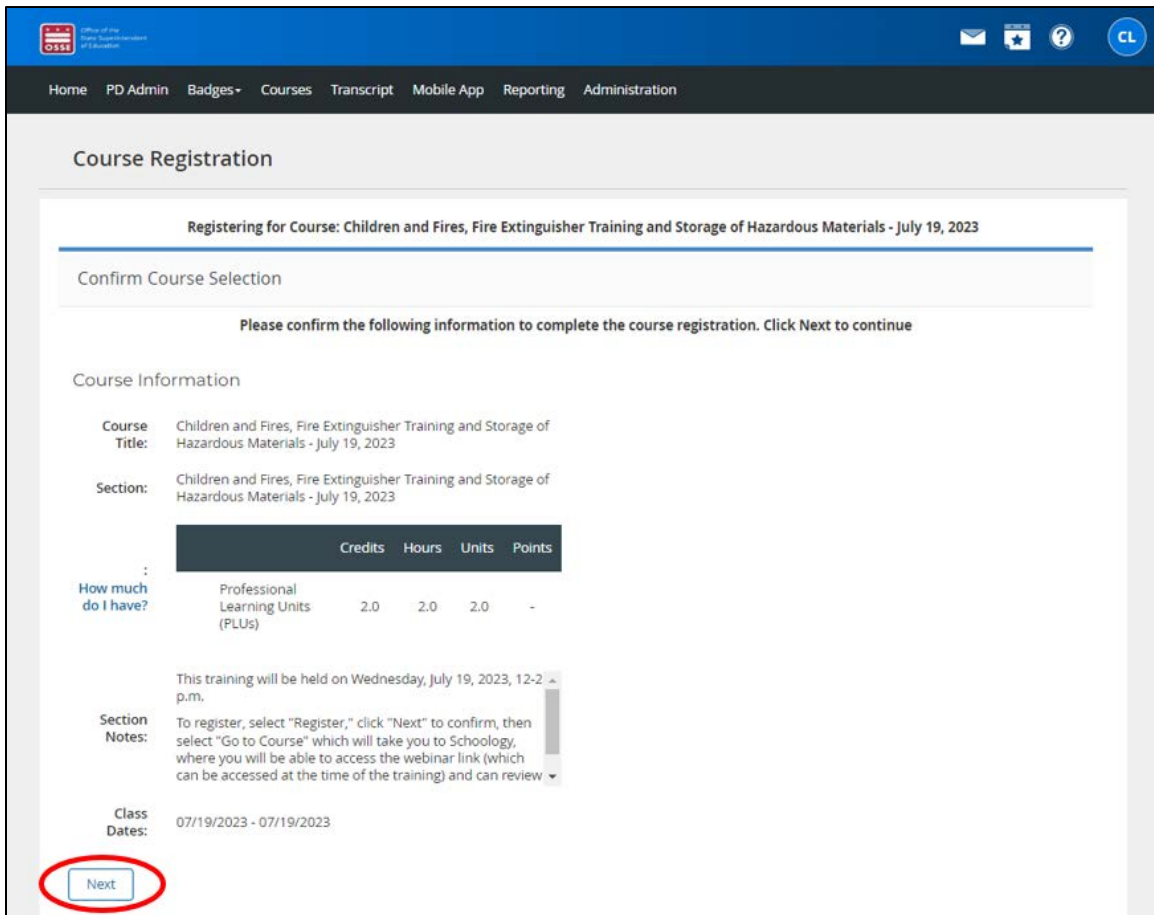 Office of the
State Superintendent
of Education
OSSE
CL
Home PD Admin Badges Courses Transcript Mobile App Reporting Administration
Course Registration
Registering for Course: Children and Fires, Fire Extinguisher Training and Storage of Hazardous Materials - July 19, 2023
Confirm Course Selection
Please confirm the following information to complete the course registration. Click Next to continue
Course Information
Course Title:
Children and Fires, Fire Extinguisher Training and Storage of
Hazardous Materials - July 19, 2023
Section:
Children and Fires, Fire Extinguisher Training and Storage of
Hazardous Materials - July 19, 2023
Credits Hours Units Points
:
How much
do I have?
Professional
Learning Units
(PLUs)
2.0 2.0 2.0 -
Section
Notes:
This training will be held on Wednesday, July 19, 2023, 12-2
p.m.
To register, select "Register," click "Next" to confirm, then
select "Go to Course" which will take you to Schoology,
where you will be able to access the webinar link (which
can be accessed at the time of the training) and can review
Class
Dates:
07/19/2023 - 07/19/2023
Next